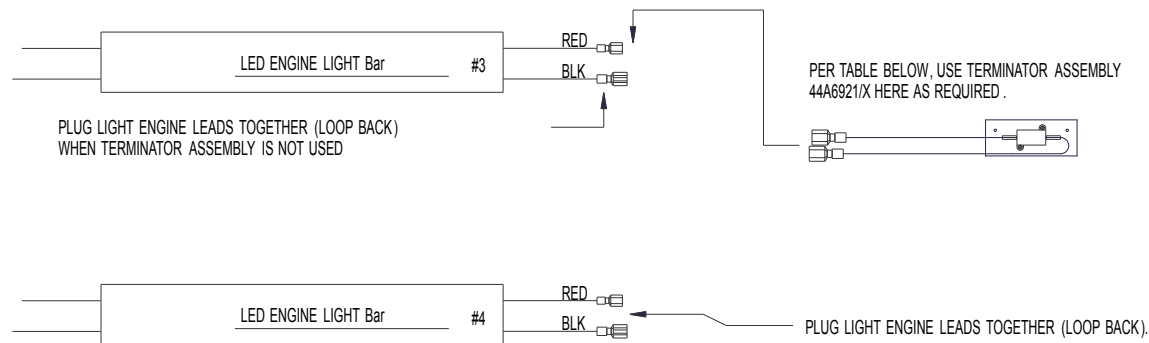 RED
LED ENGINE LIGHT Bar #3
BLK
PER TABLE BELOW, USE TERMINATOR ASSEMBLY
44A6921/X HERE AS REQUIRED .
PLUG LIGHT ENGINE LEADS TOGETHER (LOOP BACK)
WHEN TERMINATOR ASSEMBLY IS NOT USED
RED
LED ENGINE LIGHT Bar #4
BLK
PLUG LIGHT ENGINE LEADS TOGETHER (LOOP BACK).